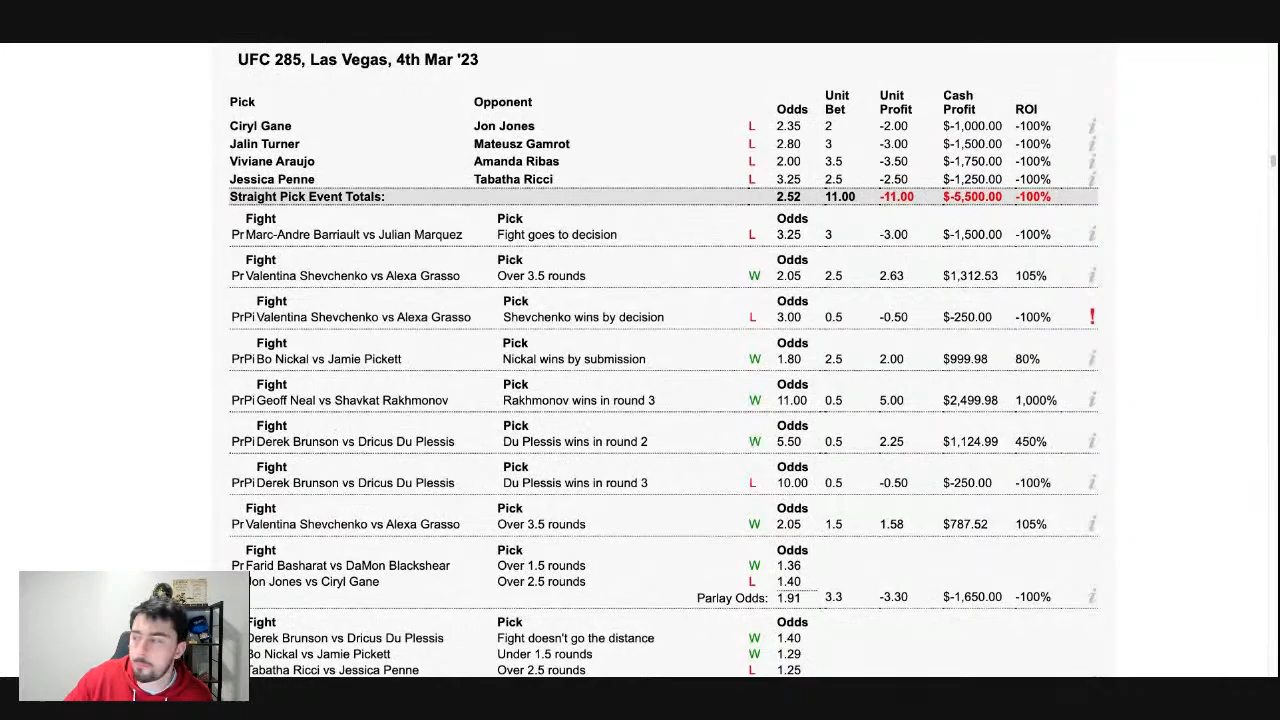 UFC 285, Las Vegas, 4th Mar '23
Pick Opponent Odds Unit Bet Unit Profit Cash Profit ROI
Ciryl Gane Jon Jones L 2.35 2 -2.00 $-1,000.00 -100%
Jalin Turner Mateusz Gamrot L 2.80 3 -3.00 $-1,500.00 -100%
Viviane Araujo Amanda Ribas L 2.00 3.5 -3.50 $-1,750.00 -100%
Jessica Penne Tabatha Ricci L 3.25 2.5 -2.50 $-1,250.00 -100%
Straight Pick Event Totals: 2.52 11.00 -11.00 $-5,500.00 -100%
Fight Pick Odds
Pr Marc-Andre Barriault vs Julian Marquez Fight goes to decision L 3.25 3 -3.00 $-1,500.00 -100%
Fight Pick Odds
Pr Valentina Shevchenko vs Alexa Grasso Over 3.5 rounds W 2.05 2.5 2.63 $1,312.53 105%
Fight Pick Odds
PrPi Valentina Shevchenko vs Alexa Grasso Shevchenko wins by decision L 3.00 0.5 -0.50 $-250.00 -100% !
Fight Pick Odds
PrPi Bo Nickal vs Jamie Pickett Nickal wins by submission W 1.80 2.5 2.00 $999.98 80%
Fight Pick Odds
PrPi Geoff Neal vs Shavkat Rakhmonov Rakhmonov wins in round 3 W 11.00 0.5 5.00 $2,499.98 1,000%
Fight Pick Odds
PrPi Derek Brunson vs Dricus Du Plessis Du Plessis wins in round 2 W 5.50 0.5 2.25 $1,124.99 450%
Fight Pick Odds
PrPi Derek Brunson vs Dricus Du Plessis Du Plessis wins in round 3 L 10.00 0.5 -0.50 $-250.00 -100%
Fight Pick Odds
Pr Valentina Shevchenko vs Alexa Grasso Over 3.5 rounds W 2.05 1.5 1.58 $787.52 105%
Fight Pick Odds
Pr Farid Basharat vs DaMon Blackshear Over 1.5 rounds W 1.36
Jon Jones vs Ciryl Gane Over 2.5 rounds L 1.40
Parlay Odds: 1.91 3.3 -3.30 $-1,650.00 -100%
Fight Pick Odds
Derek Brunson vs Dricus Du Plessis Fight doesn't go the distance W 1.40
Bo Nickal vs Jamie Pickett Under 1.5 rounds W 1.29
Tabatha Ricci vs Jessica Penne Over 2.5 rounds L 1.25